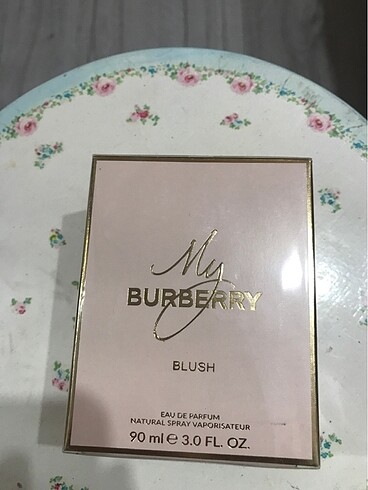 My
BURBERRY
BLUSH
EAU DE PARFUM
NATURAL SPRAY VAPORISATEUR
90 ml ℮ 3.0 FL. OZ.